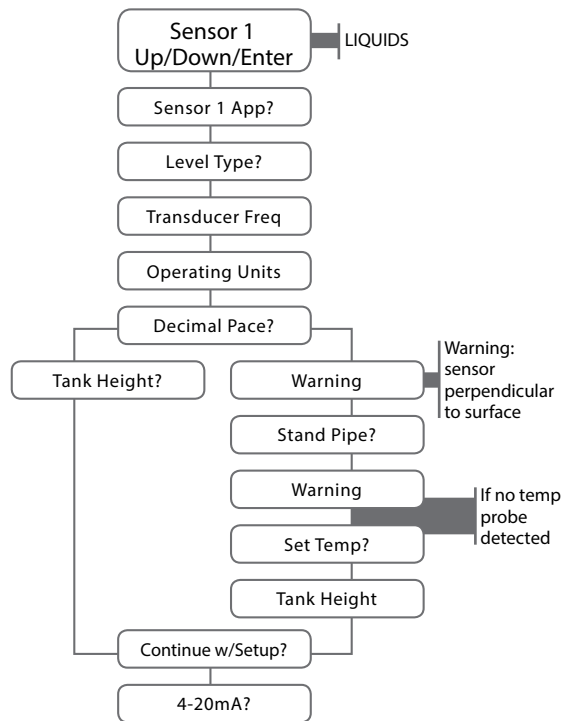 Sensor 1
Up/Down/Enter
LIQUIDS
Sensor 1 App?
Level Type?
Transducer Freq
Operating Units
Decimal Pace?
Tank Height?
Warning
Warning:
sensor
perpendicular
to surface
Stand Pipe?
Warning
If no temp
probe
detected
Set Temp?
Tank Height
Continue w/Setup?
4-20mA?